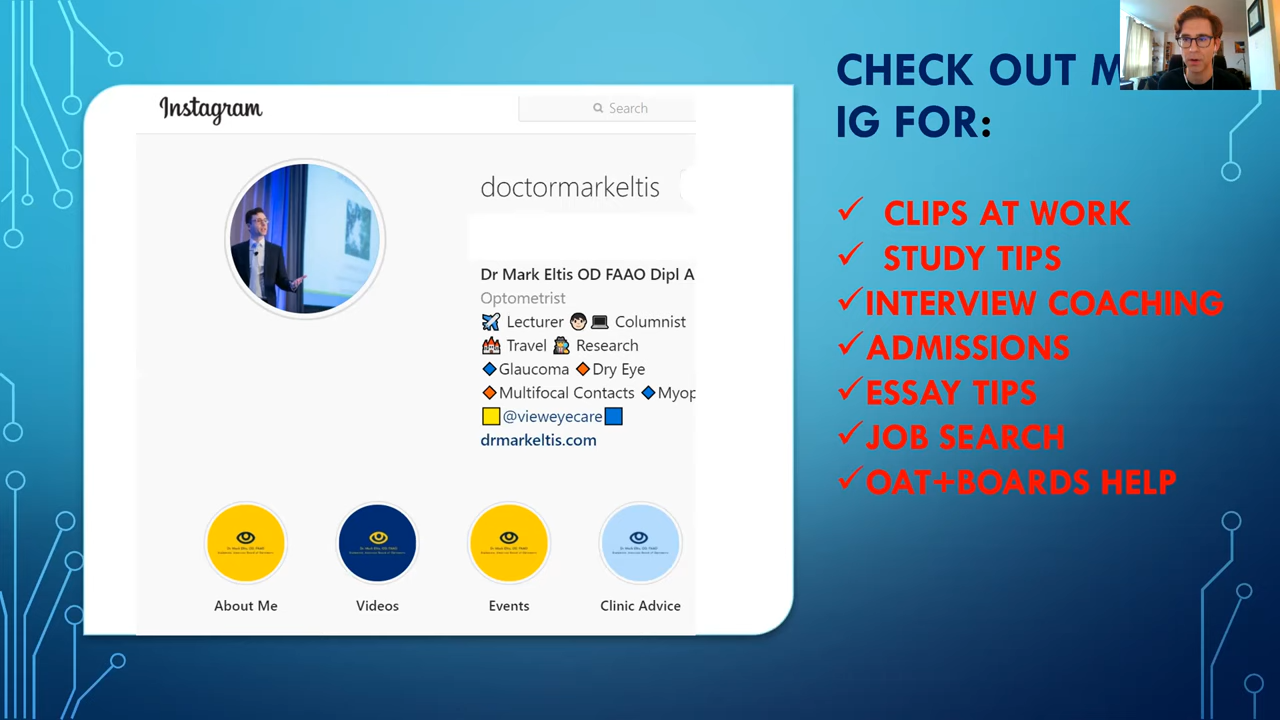 CHECK OUT M
IG FOR:
Instagram
Search
doctormarkeltis
Dr Mark Eltis OD FAAO Dipl A
Optometrist
Lecturer Columnist
Travel Research
Glaucoma Dry Eye
Multifocal Contacts Myop
@vieweyecare
drmarkeltis.com
About Me
Videos
Events
Clinic Advice
✓ CLIPS AT WORK
✓ STUDY TIPS
✓INTERVIEW COACHING
✓ADMISSIONS
✓ESSAY TIPS
✓JOB SEARCH
✓OAT+BOARDS HELP